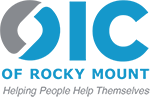 OIC
OF ROCKY MOUNT
Helping People Help Themselves